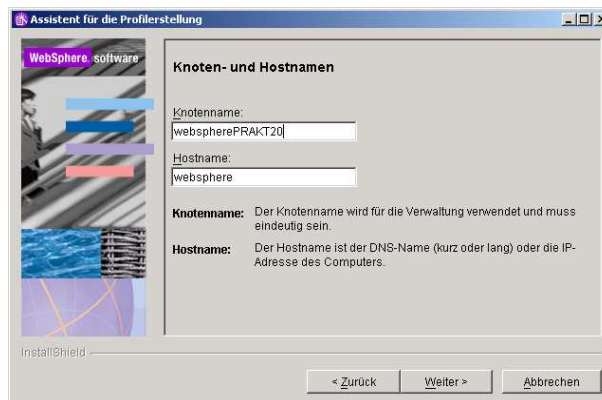 Assistent für die Profilerstellung
WebSphere software
Knoten- und Hostnamen
Knotenname:
webspherePRAKT20
Hostname:
websphere
Knotenname: Der Knotenname wird für die Verwaltung verwendet und muss
eindeutig sein.
Hostname: Der Hostname ist der DNS-Name (kurz oder lang) oder die IP-
Adresse des Computers.
InstallShield
< Zurück Weiter > Abbrechen